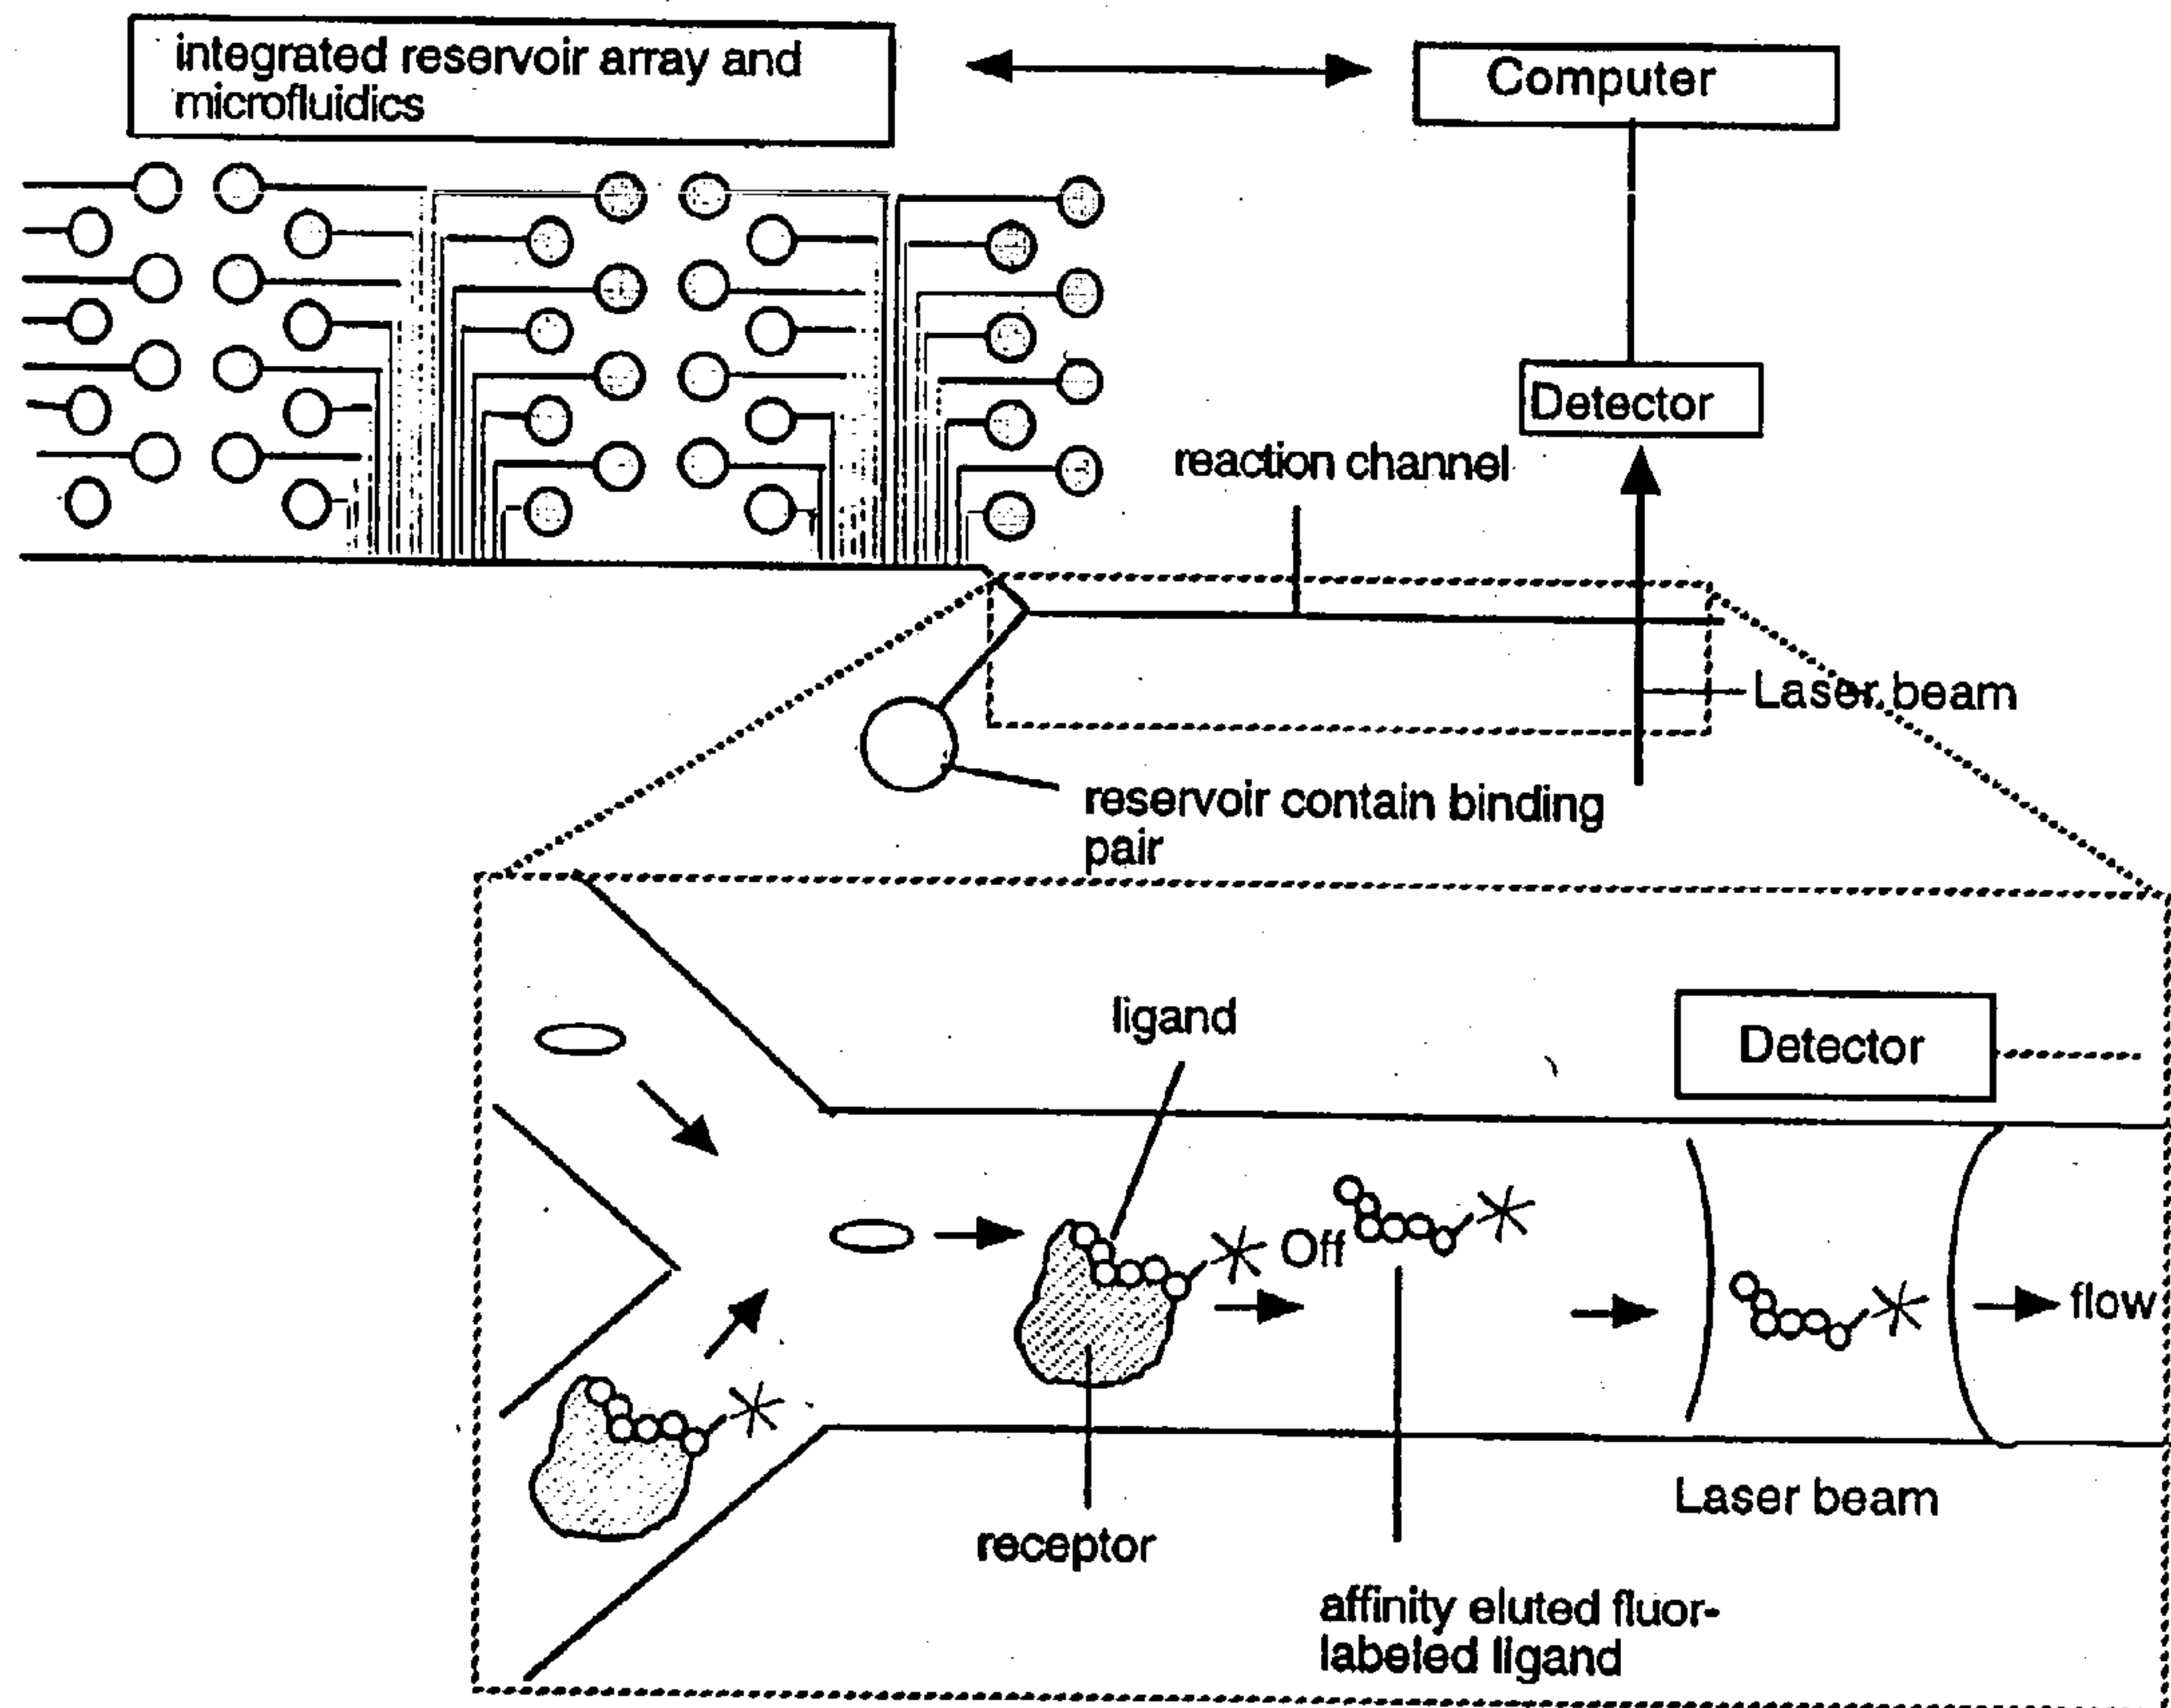 integrated reservoir array and
microfluidics
Computer
Detector
reaction channel
Laser beam
reservoir contain binding
pair
ligand
Detector
Off
flow
receptor
Laser beam
affinity eluted fluor-
labeled ligand